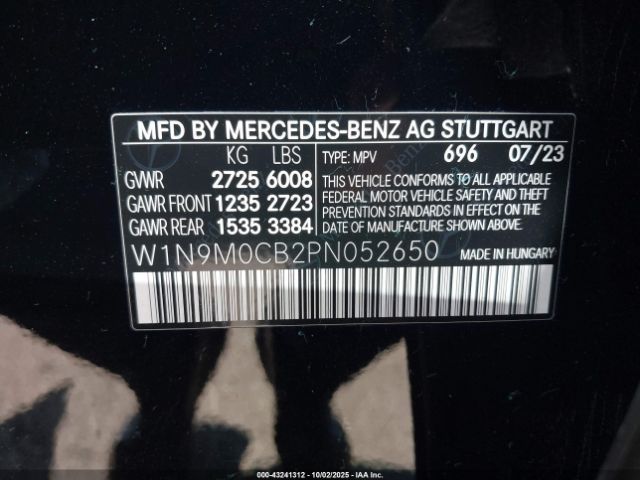 MFD BY MERCEDES-BENZ AG STUTTGART
KG LBS
GVWR 2725 6008
GAWR FRONT 1235 2723
GAWR REAR 1535 3384
TYPE: MPV 696 07/23
THIS VEHICLE CONFORMS TO ALL APPLICABLE
FEDERAL MOTOR VEHICLE SAFETY AND THEFT
PREVENTION STANDARDS IN EFFECT ON THE
DATE OF MANUFACTURE SHOWN ABOVE.
W1N9M0CB2PN052650
MADE IN HUNGARY
000-43241312 - 10/02/2025 - IAA Inc.